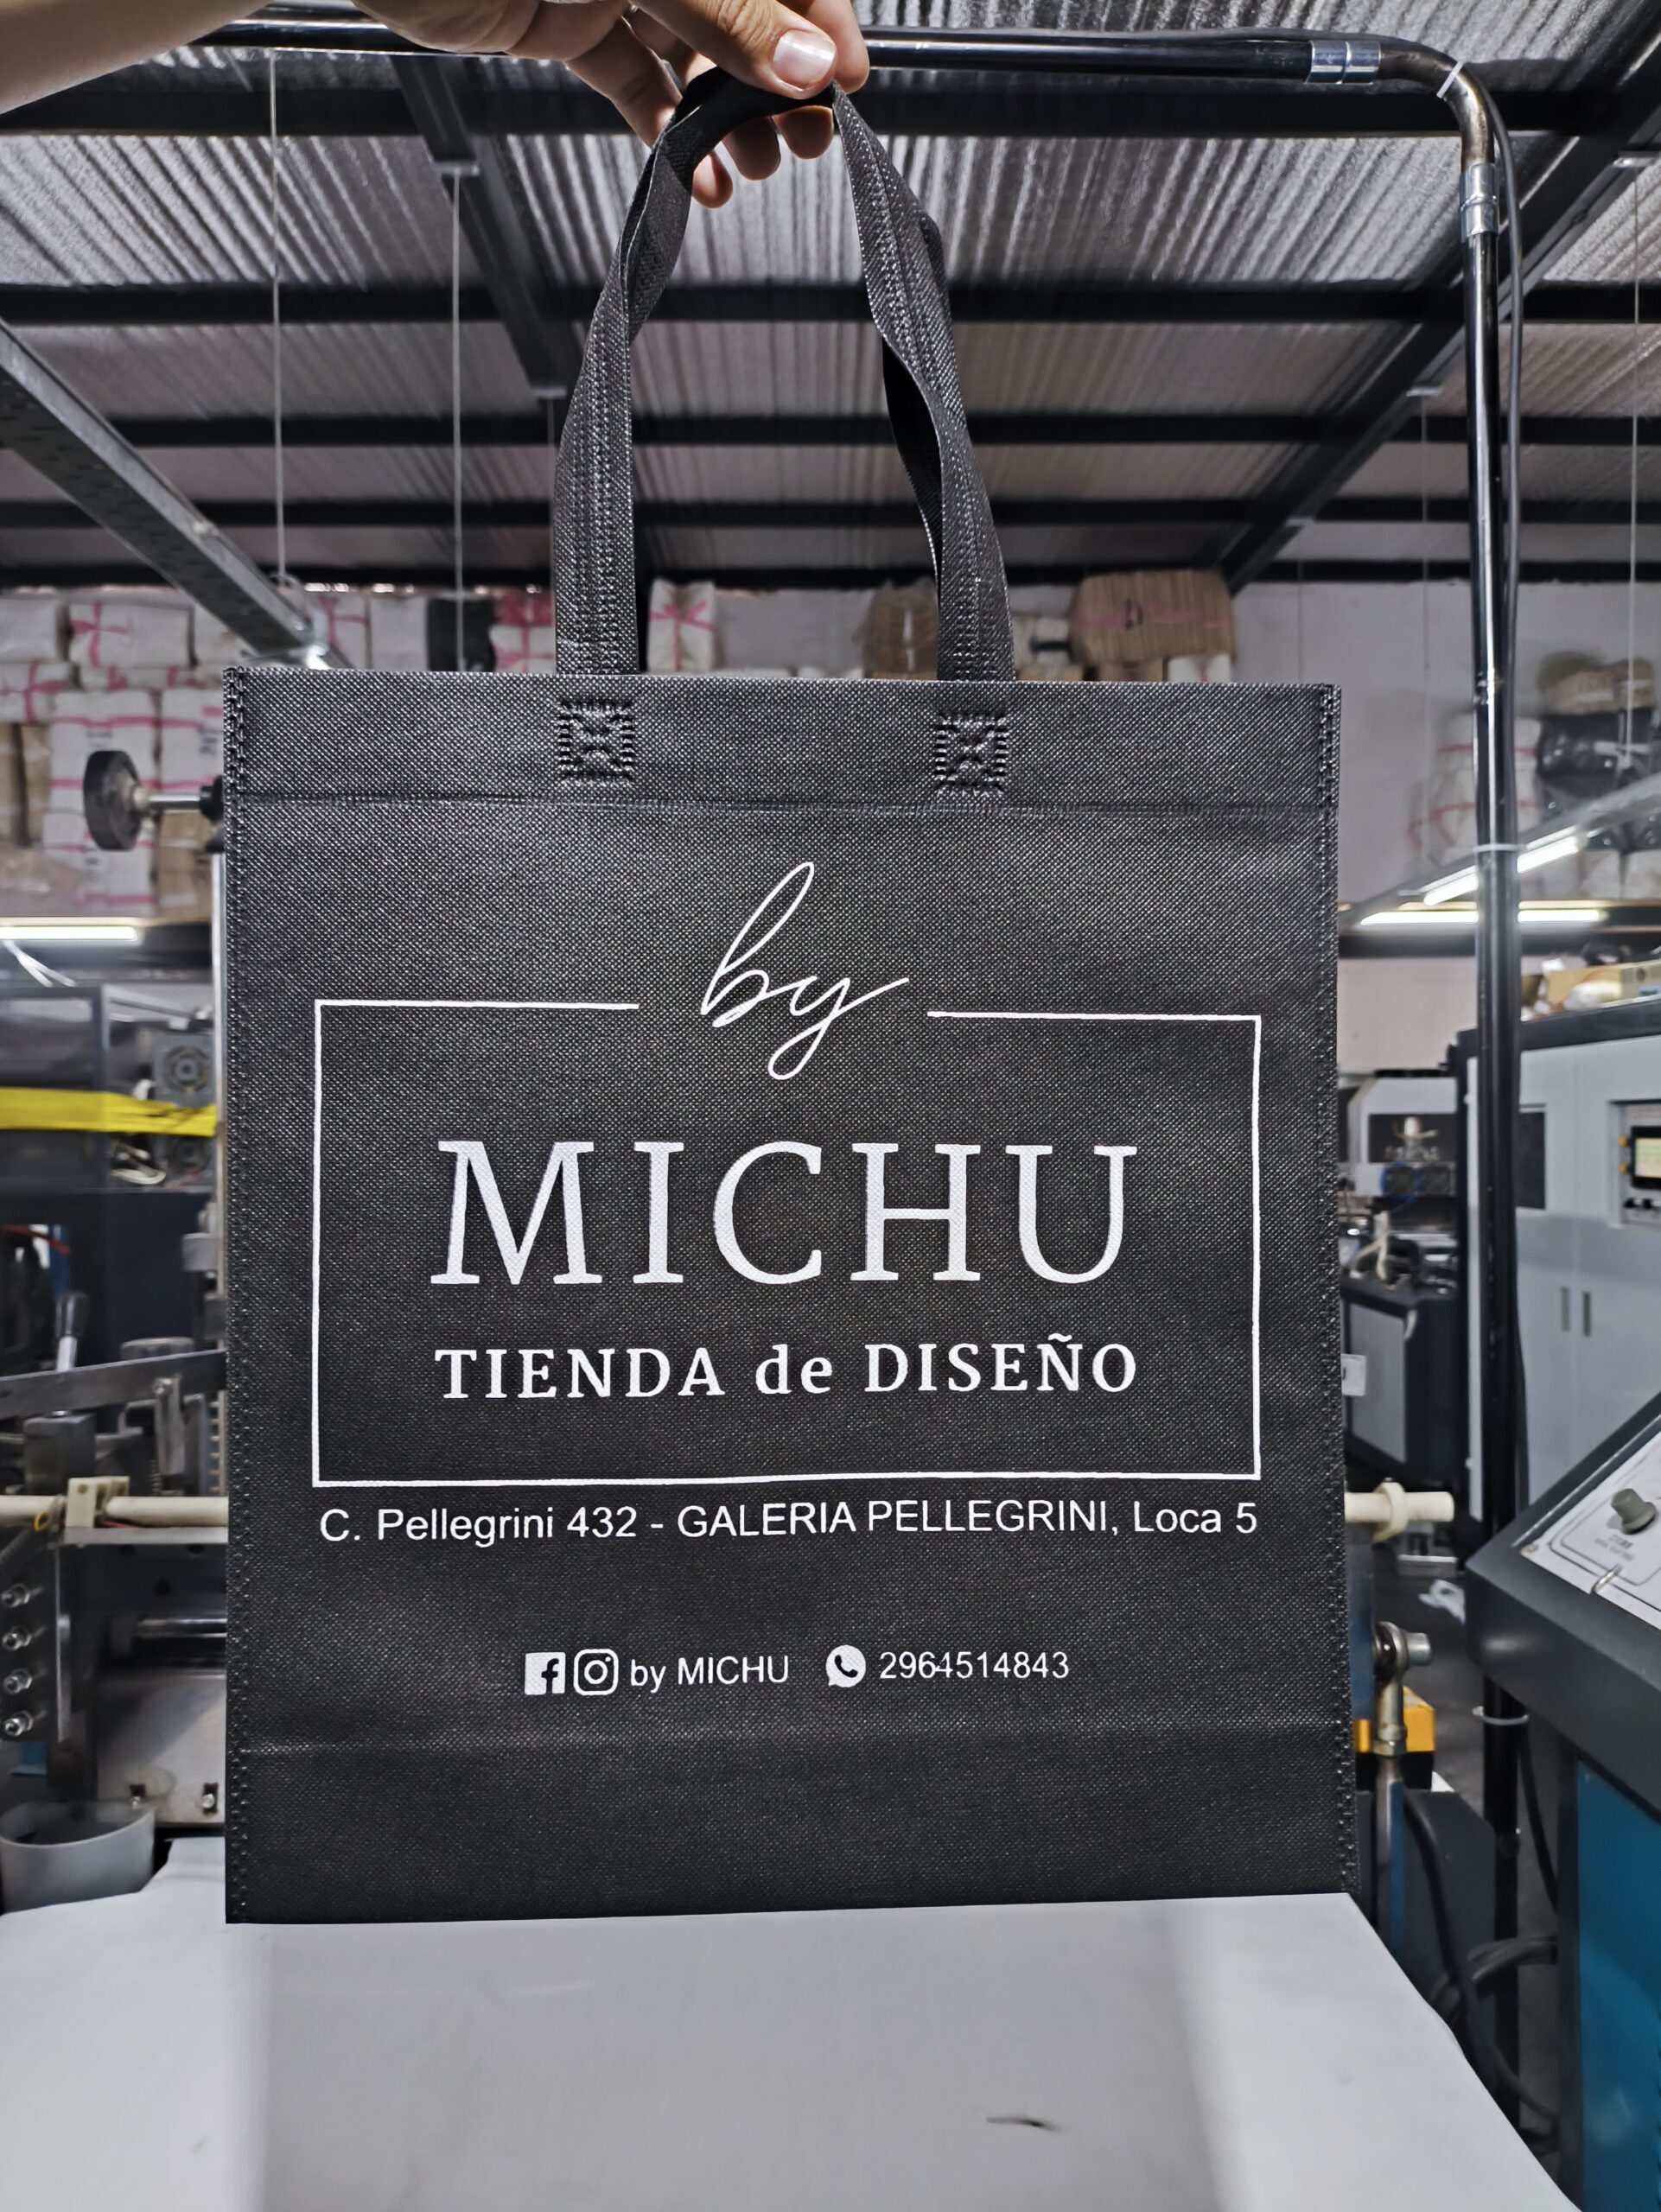 by
MICHU
TIENDA de DISEÑO
C. Pellegrini 432 - GALERIA PELLEGRINI, Loca 5
by MICHU 2964514843